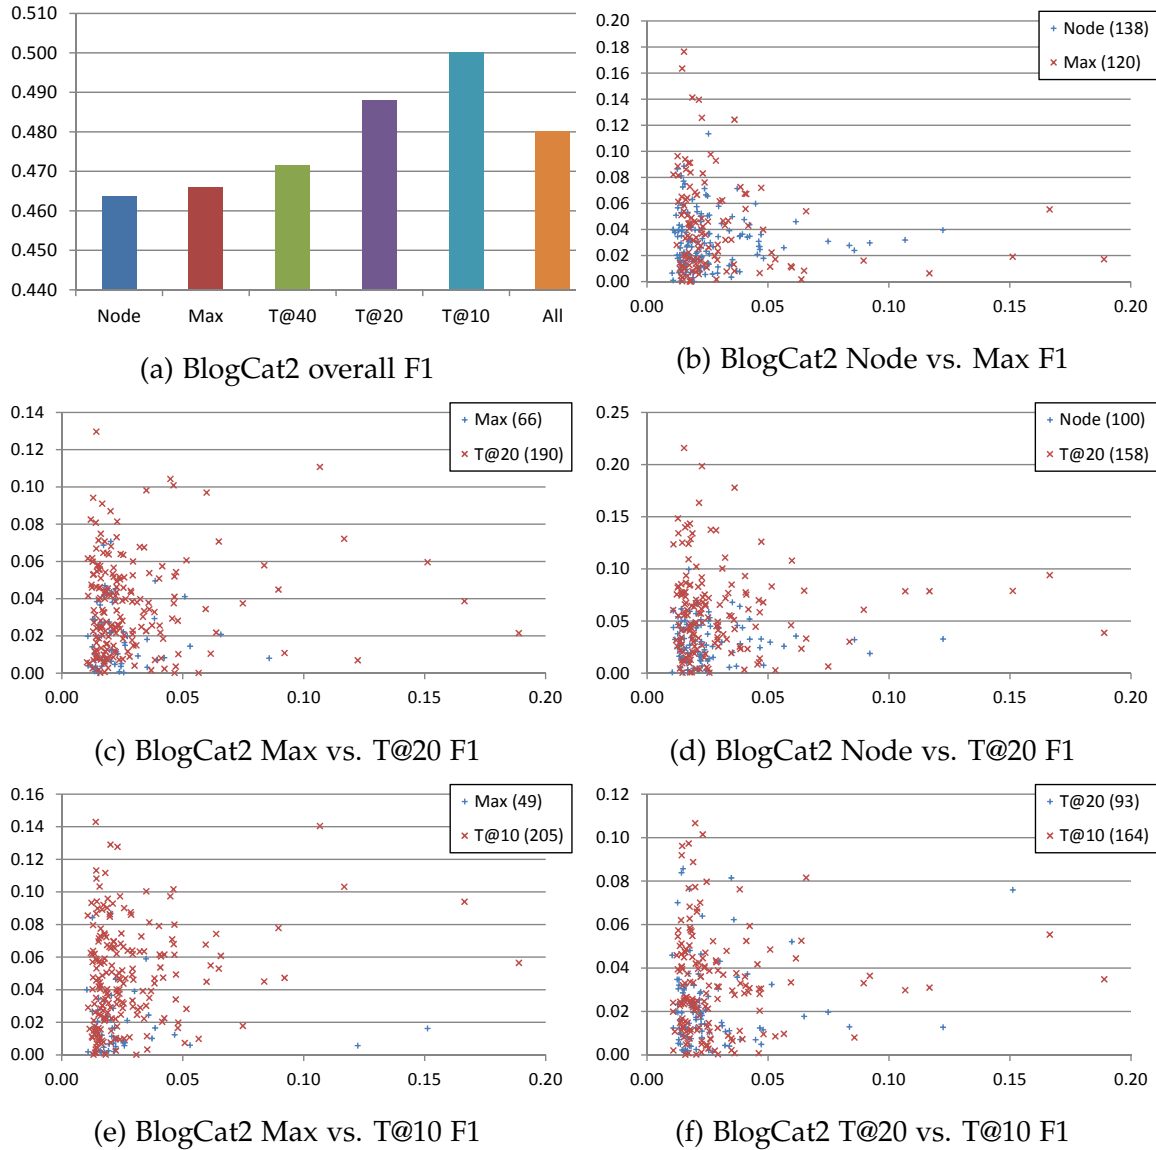 0.510
0.500
0.490
0.480
0.470
0.460
0.450
0.440
Node Max T@40 T@20 T@10 All
(a) BlogCat2 overall F1
0.20
0.18
0.16
0.14
0.12
0.10
0.08
0.06
0.04
0.02
0.00
0.00 0.05 0.10 0.15 0.20
Node (138)
Max (120)
(b) BlogCat2 Node vs. Max F1
0.14
0.12
0.10
0.08
0.06
0.04
0.02
0.00
0.00 0.05 0.10 0.15 0.20
Max (66)
T@20 (190)
(c) BlogCat2 Max vs. T@20 F1
0.25
0.20
0.15
0.10
0.05
0.00
0.00 0.05 0.10 0.15 0.20
Node (100)
T@20 (158)
(d) BlogCat2 Node vs. T@20 F1
0.16
0.14
0.12
0.10
0.08
0.06
0.04
0.02
0.00
0.00 0.05 0.10 0.15 0.20
Max (49)
T@10 (205)
(e) BlogCat2 Max vs. T@10 F1
0.12
0.10
0.08
0.06
0.04
0.02
0.00
0.00 0.05 0.10 0.15 0.20
T@20 (93)
T@10 (164)
(f) BlogCat2 T@20 vs. T@10 F1